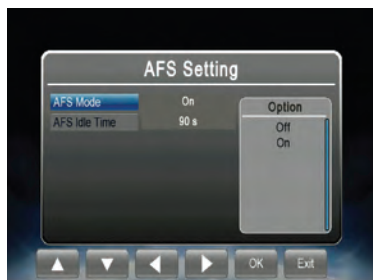 AFS Setting
AFS Mode On
AFS Idle Time 90 s
Option
Off
On
OK Exit